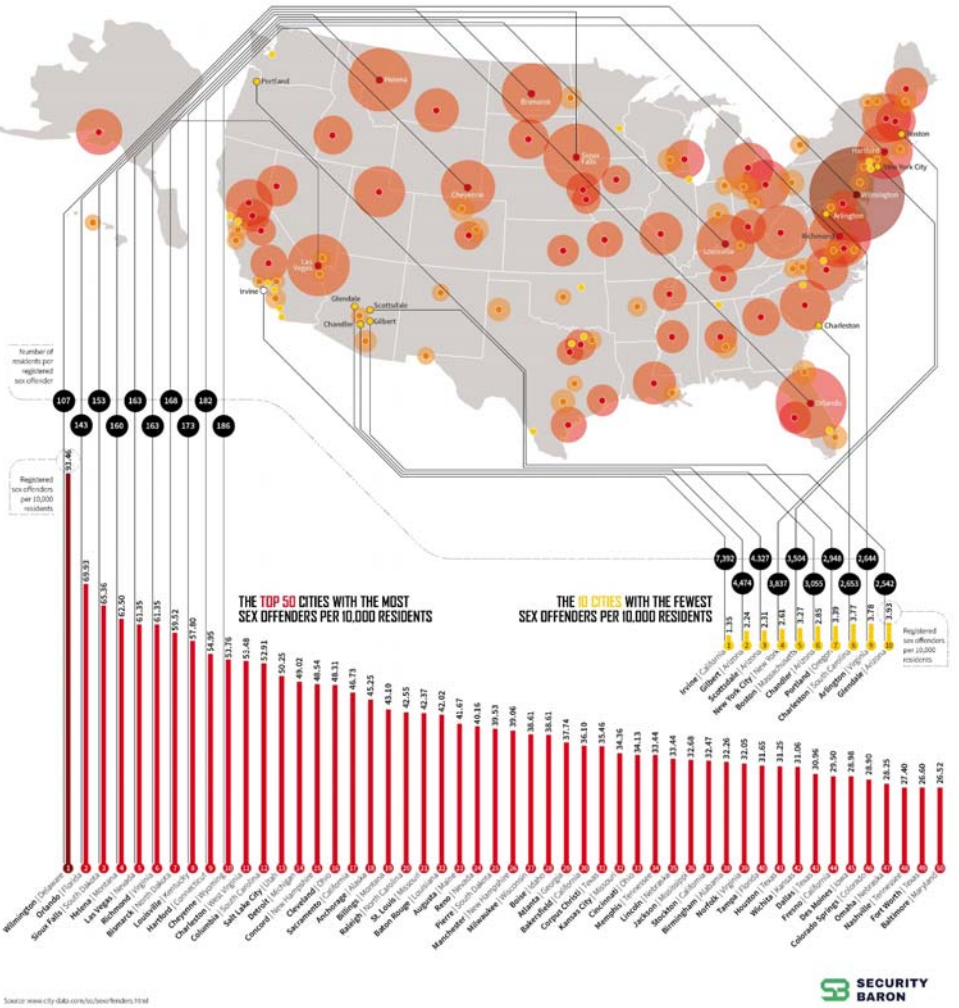 Portland
Helena
Bismarck
Sioux
Falls
Boston
Hartford
New York City
Cheyenne
Wilmington
Arlington
Richmond
Louisville
Las
Vegas
Irvine
Glendale
Scottsdale
Chandler
Gilbert
Charleston
Orlando
Number of
residents per
registered
sex offender
107
153
163
168
182
143
160
163
173
186
Registered
sex offenders
per 10,000
residents
93.46
69.93
65.36
62.50
61.35
61.35
59.52
57.80
54.95
53.76
53.48
52.91
50.25
49.02
48.54
48.31
46.73
45.25
43.10
42.55
42.37
42.02
41.67
40.16
39.53
39.06
38.61
38.61
37.74
36.10
35.46
34.36
34.13
33.44
33.44
32.68
32.47
32.26
32.05
31.65
31.25
31.06
30.96
29.50
28.98
28.90
28.25
27.40
26.60
26.52
THE TOP 50 CITIES WITH THE MOST
SEX OFFENDERS PER 10,000 RESIDENTS
THE 10 CITIES WITH THE FEWEST
SEX OFFENDERS PER 10,000 RESIDENTS
7,392
4,327
3,504
2,948
2,644
4,474
3,837
3,055
2,653
2,542
1.35
2.24
2.31
2.61
3.27
2.85
3.39
3.77
3.78
3.93
Registered
sex offenders
per 10,000
residents
Irvine | California
Gilbert | Arizona
Scottsdale | Arizona
New York City | New York
Boston | Massachusetts
Chandler | Arizona
Portland | Oregon
Charleston | South Carolina
Arlington | Virginia
Glendale | Arizona
Wilmington | Delaware
Orlando | Florida
Sioux Falls | South Dakota
Helena | Montana
Las Vegas | Nevada
Richmond | Virginia
Bismarck | North Dakota
Louisville | Kentucky
Hartford | Connecticut
Cheyenne | Wyoming
Charleston | West Virginia
Columbia | South Carolina
Salt Lake City | Utah
Detroit | Michigan
Concord | New Hampshire
Cleveland | Ohio
Sacramento | California
Anchorage | Alaska
Billings | Montana
Raleigh | North Carolina
St. Louis | Missouri
Baton Rouge | Louisiana
Augusta | Maine
Reno | Nevada
Pierre | South Dakota
Manchester | New Hampshire
Milwaukee | Wisconsin
Boise | Idaho
Atlanta | Georgia
Bakersfield | California
Corpus Christi | Texas
Kansas City | Missouri
Cincinnati | Ohio
Memphis | Tennessee
Lincoln | Nebraska
Jackson | Mississippi
Stockton | California
Birmingham | Alabama
Norfolk | Virginia
Tampa | Florida
Houston | Texas
Wichita | Kansas
Dallas | Texas
Fresno | California
Des Moines | Iowa
Colorado Springs | Colorado
Omaha | Nebraska
Nashville | Tennessee
Fort Worth | Texas
Baltimore | Maryland
Source: www.city-data.com/so/sexoffenders.html
SECURITY
BARON